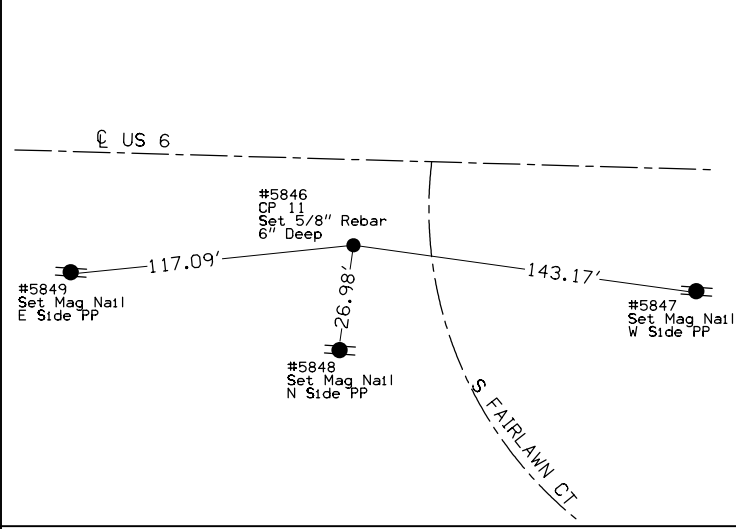 ℄ US 6
#5846
CP 11
Set 5/8" Rebar
6" Deep
117.09'
143.17'
26.98'
#5849
Set Mag Nail
E Side PP
#5847
Set Mag Nail
W Side PP
#5848
Set Mag Nail
N Side PP
S FAIRLAWN CT